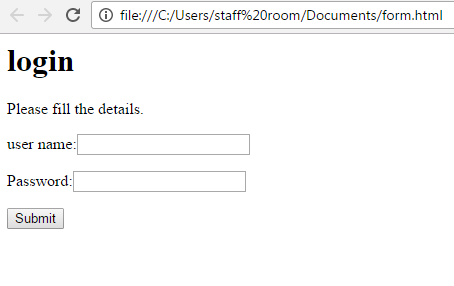 file:///C:/Users/staff%20room/Documents/form.html
login
Please fill the details.
user name:
Password:
Submit